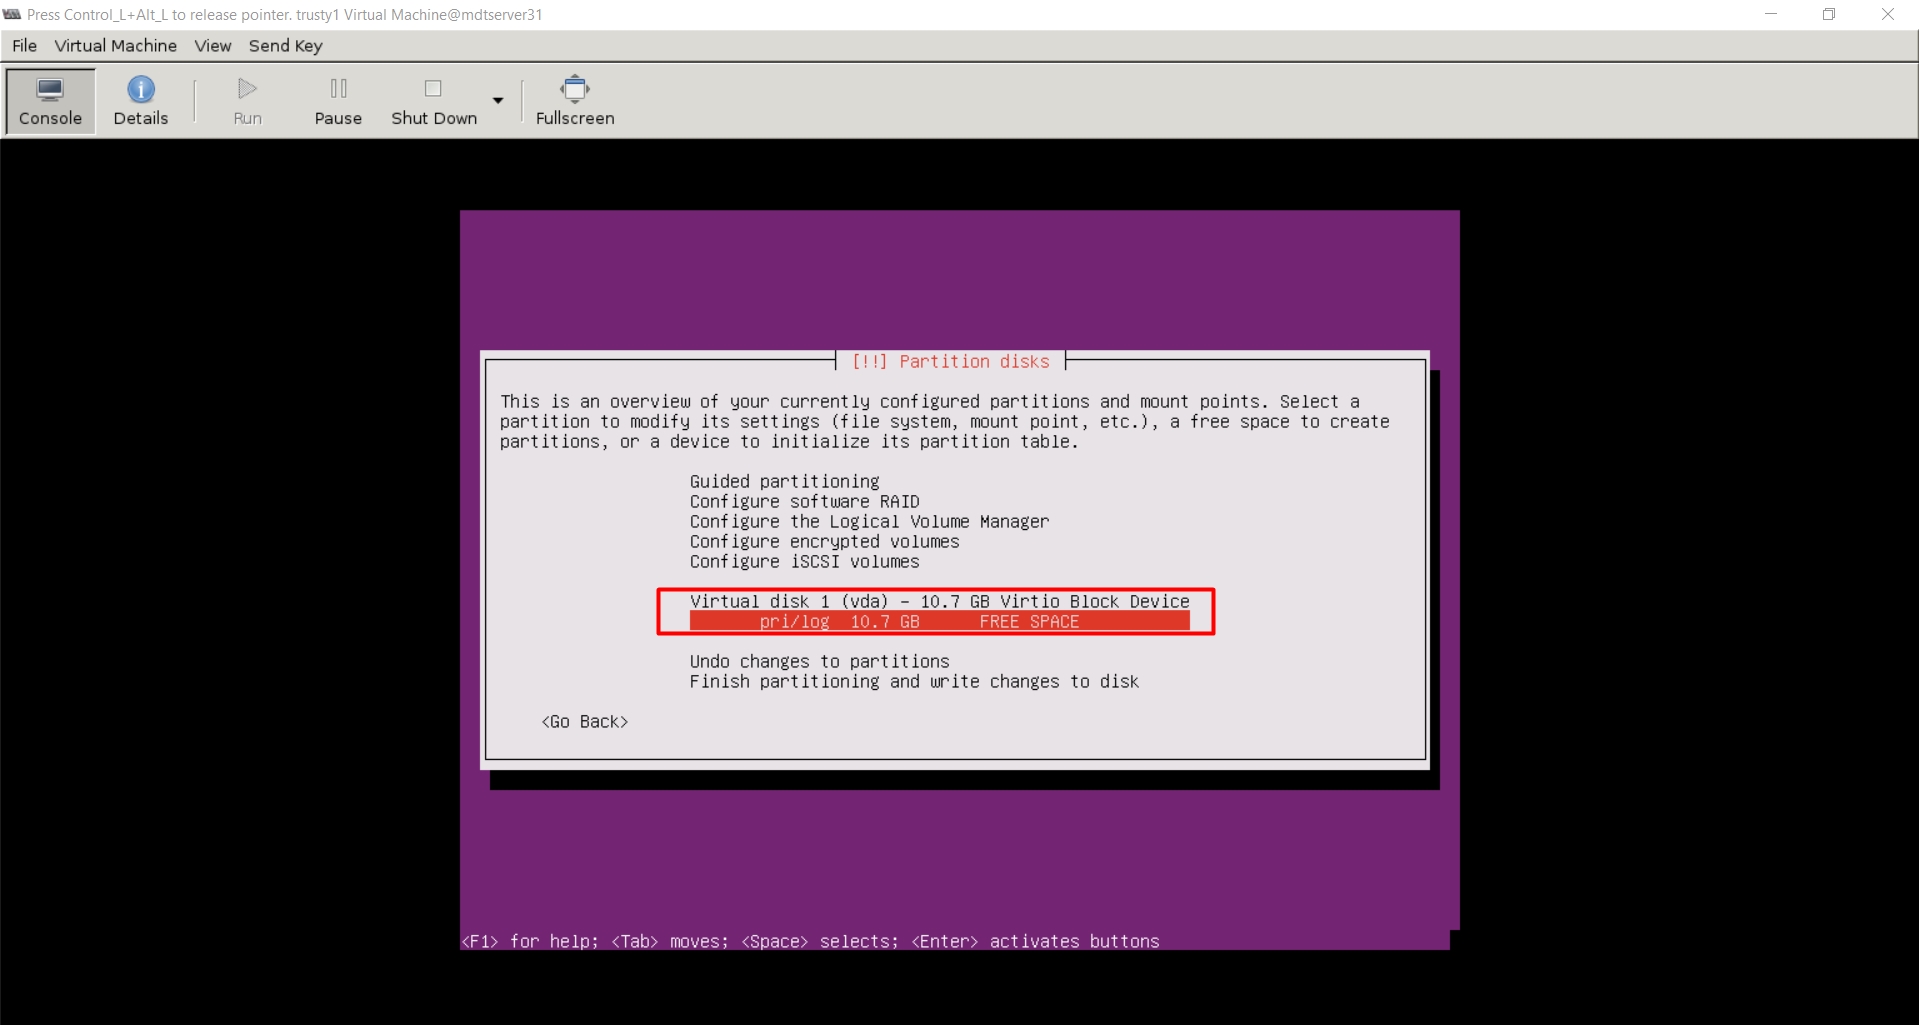 Press Control_L+Alt_L to release pointer. trusty1 Virtual Machine@mdtserver31
File Virtual Machine View Send Key
Console Details Run Pause Shut Down Fullscreen
[!!] Partition disks
This is an overview of your currently configured partitions and mount points. Select a
partition to modify its settings (file system, mount point, etc.), a free space to create
partitions, or a device to initialize its partition table.
Guided partitioning
Configure software RAID
Configure the Logical Volume Manager
Configure encrypted volumes
Configure iSCSI volumes
Virtual disk 1 (vda) - 10.7 GB Virtio Block Device
pri/log 10.7 GB FREE SPACE
Undo changes to partitions
Finish partitioning and write changes to disk
<Go Back>
<F1> for help; <Tab> moves; <Space> selects; <Enter> activates buttons